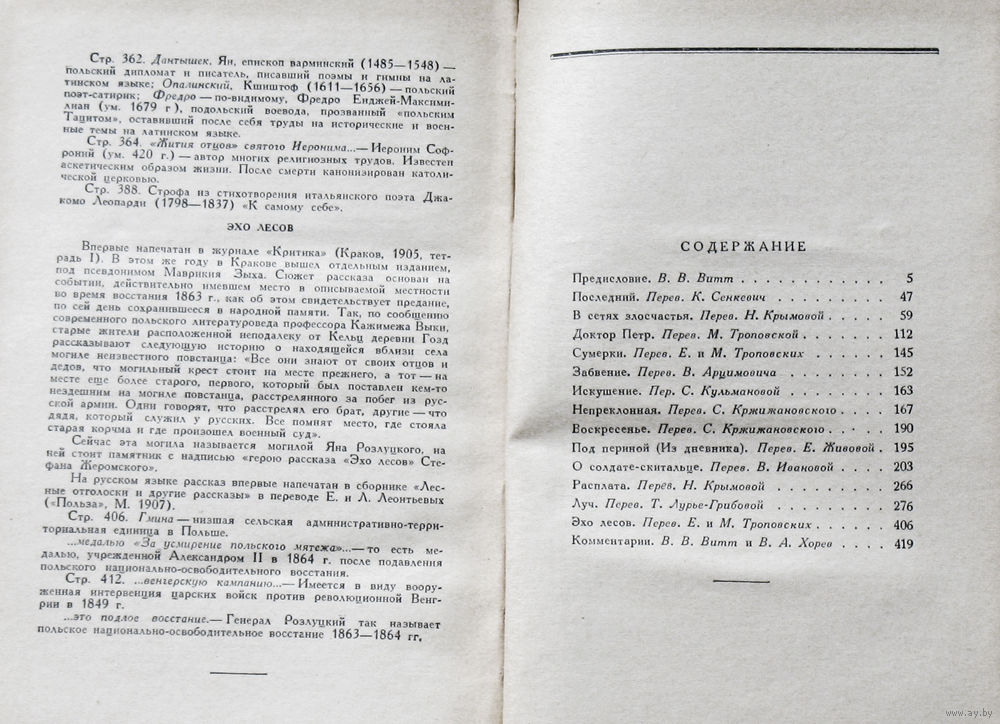 Стр. 362. Дантышек, Ян, епископ варминский (1485—1548) —
польский дипломат и писатель, писавший поэмы и гимны на ла-
тинском языке; Опалинский, Кшиштоф (1611—1656) — польский
поэт-сатирик; Фредро — по-видимому, Фредро Енджей-Максими-
лиан (ум. 1679 г), подольский воевода, прозванный «польским
Тацитом», оставивший после себя труды на исторические и воен-
ные темы на латинском языке.
Стр. 364. «Жития отцов» святого Иеронима...— Иероним Соф-
роний (ум. 420 г.) — автор многих религиозных трудов. Известен
аскетическим образом жизни. После смерти канонизирован католи-
ческой церковью.
Стр. 388. Строфа из стихотворения итальянского поэта Джа-
комо Леопарди (1798—1837) «К самому себе».
ЭХО ЛЕСОВ
Впервые напечатан в журнале «Критика» (Краков, 1905, тет-
радь I). В этом же году в Кракове вышел отдельным изданием,
под псевдонимом Маврикия Зыха. Сюжет рассказа основан на
событии, действительно имевшем место в описываемой местности
во время восстания 1863 г., как об этом свидетельствует предание,
по сей день сохранившееся в народной памяти. Так, по сообщению
современного польского литературоведа профессора Кажимежа Выки,
старые жители расположенной неподалеку от Кельц деревни Гозд
рассказывают следующую историю о находящейся вблизи села
могиле неизвестного повстанца: «Все они знают от своих отцов и
дедов, что могильный крест стоит на месте прежнего, а тот — на
месте еще более старого, первого, который был поставлен кем-то
нездешним на могиле повстанца, расстрелянного за побег из рус-
ской армии. Одни говорят, что расстрелял его брат, другие — что
дядя, который служил у русских. Все помнят место, где стояла
старая корчма и где произошел военный суд».
Сейчас эта могила называется могилой Яна Розлуцкого, на
ней стоит памятник с надписью «герою рассказа «Эхо лесов» Сте-
фана Жеромского».
На русском языке рассказ впервые напечатан в сборнике «Лес-
ные отголоски и другие рассказы» в переводе Е. и Л. Леонтьевых
(«Польза», М. 1907).
Стр. 406. Гмина — низшая сельская административно-терри-
ториальная единица в Польше.
...медалью «За усмирение польского мятежа»...— то есть ме-
далью, учрежденной Александром II в 1864 г. после подавления
польского национально-освободительного восстания.
Стр. 412. ...венгерскую кампанию...— Имеется в виду воору-
женная интервенция царских войск против революционной Венг-
рии в 1849 г.
...это подлое восстание.— Генерал Розлуцкий так называет
польское национально-освободительное восстание 1863—1864 гг.
СОДЕРЖАНИЕ
Предисловие. В. В. Витт . . . . . . . . . . . . 5
Последний. Перев. К. Сенкевич . . . . . . . . . 47
В сетях злосчастья. Перев. Н. Крымовой . . . . . 59
Доктор Петр. Перев. М. Троповской . . . . . . . 112
Сумерки. Перев. Е. и М. Троповских . . . . . . . 145
Забвение. Перев. В. Арцимовича . . . . . . . . 152
Искушение. Пер. С. Кульмановой . . . . . . . . 163
Непреклонная. Перев. С. Кржижановского . . . . 167
Воскресенье. Перев. С. Кржижановского . . . . . 190
Под периной (Из дневника). Перев. Е. Живовой . 195
О солдате-скитальце. Перев. В. Ивановой . . . . . 203
Расплата. Перев. Н. Крымовой . . . . . . . . . 266
Луч. Перев. Т. Лурье-Грибовой . . . . . . . . . 276
Эхо лесов. Перев. Е. и М. Троповских . . . . . . 406
Комментарии. В. В. Витт и В. А. Хорев . . . . 419
www.ay.by